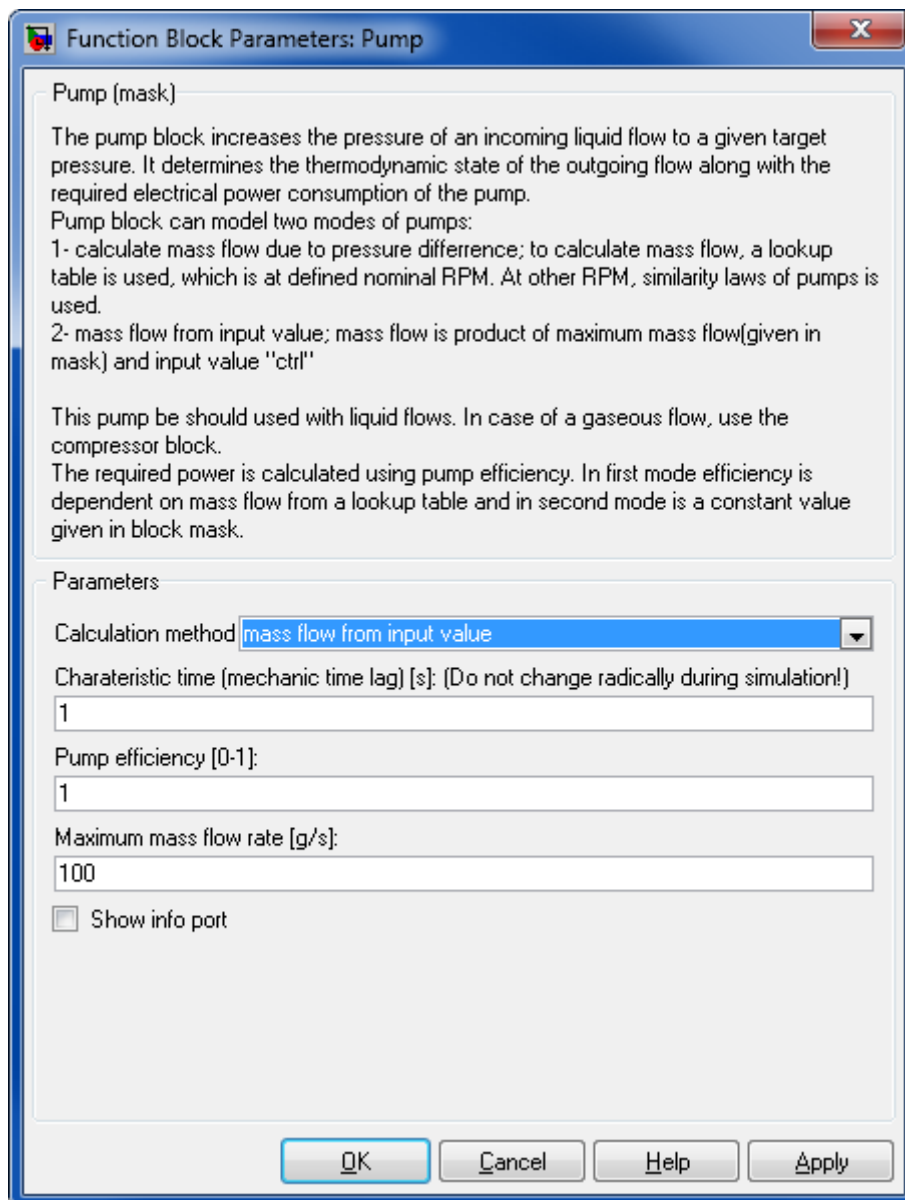 Function Block Parameters: Pump
Pump (mask)
The pump block increases the pressure of an incoming liquid flow to a given target
pressure. It determines the thermodynamic state of the outgoing flow along with the
required electrical power consumption of the pump.
Pump block can model two modes of pumps:
1- calculate mass flow due to pressure differrence; to calculate mass flow, a lookup
table is used, which is at defined nominal RPM. At other RPM, similarity laws of pumps is
used.
2- mass flow from input value; mass flow is product of maximum mass flow(given in
mask) and input value "ctrl"
This pump be should used with liquid flows. In case of a gaseous flow, use the
compressor block.
The required power is calculated using pump efficiency. In first mode efficiency is
dependent on mass flow from a lookup table and in second mode is a constant value
given in block mask.
Parameters
Calculation method mass flow from input value
Charateristic time (mechanic time lag) [s]: (Do not change radically during simulation!)
1
Pump efficiency [0-1]:
1
Maximum mass flow rate [g/s]:
100
Show info port
OK Cancel Help Apply